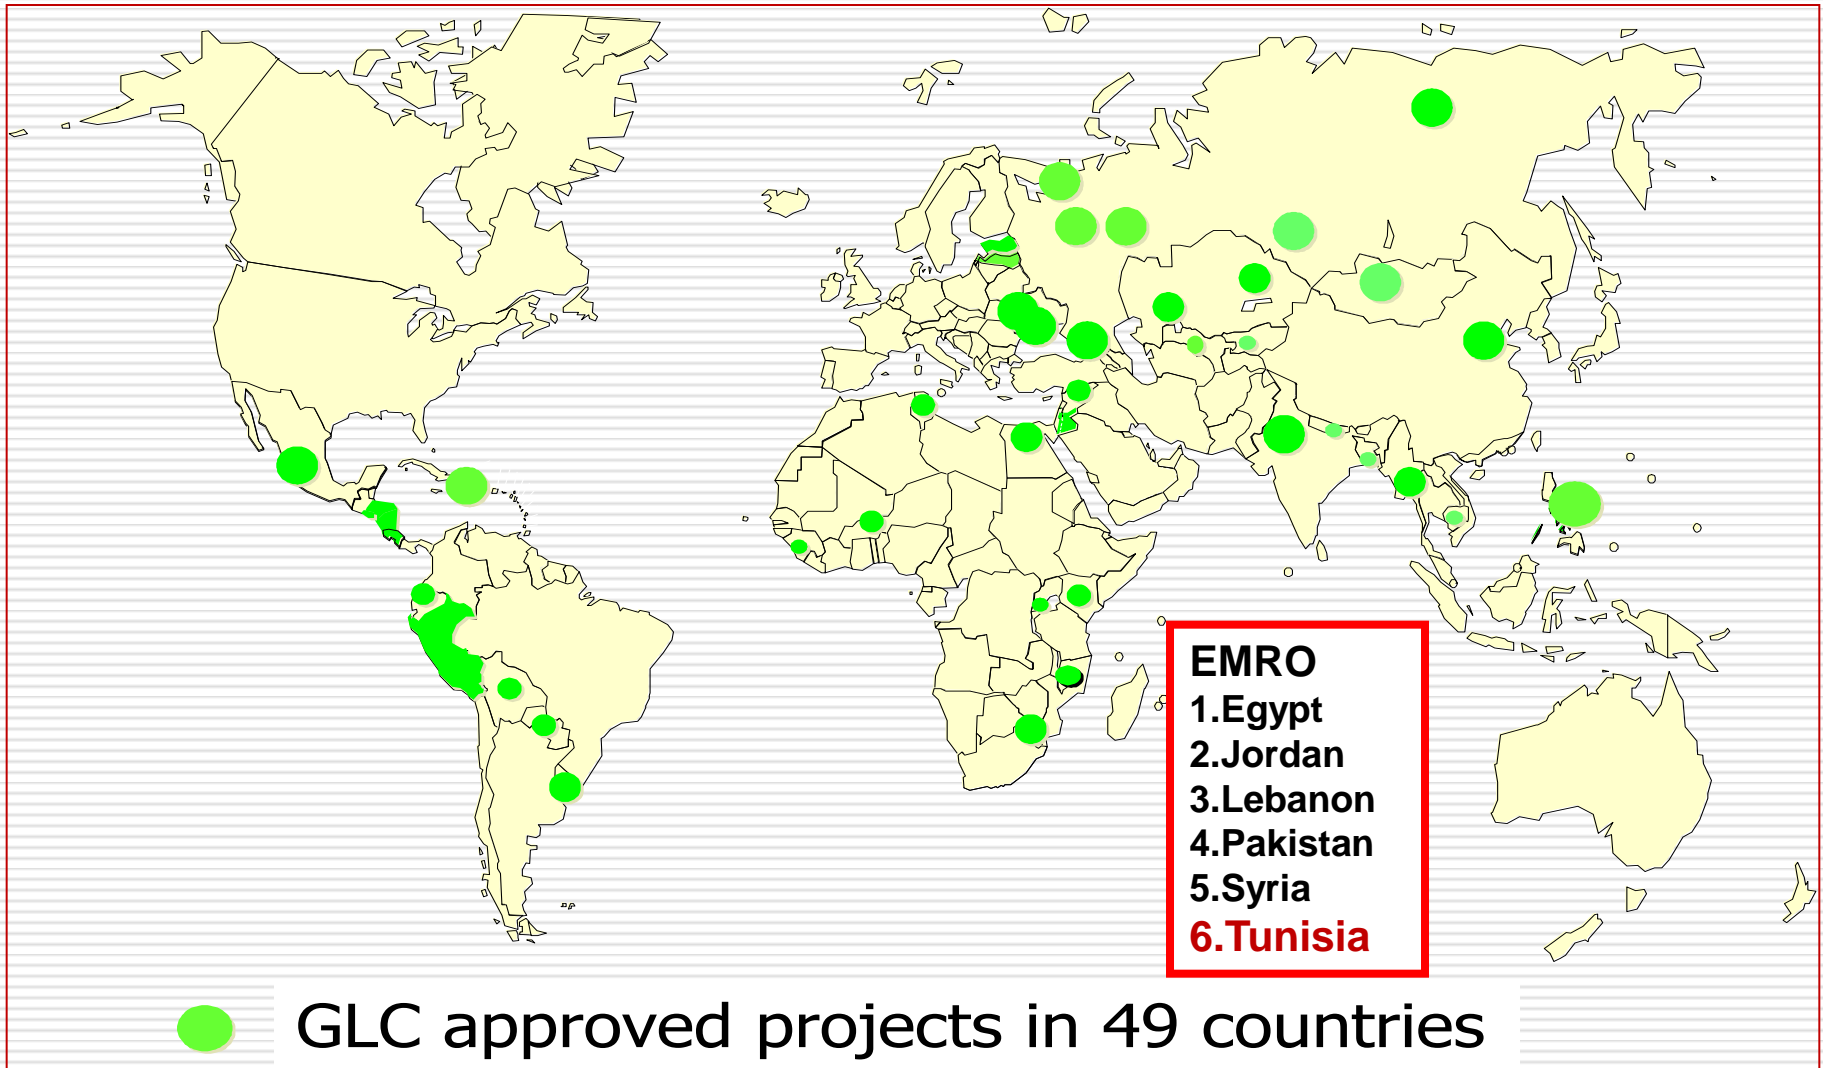 EMRO
1.Egypt
2.Jordan
3.Lebanon
4.Pakistan
5.Syria
6.Tunisia
GLC approved projects in 49 countries